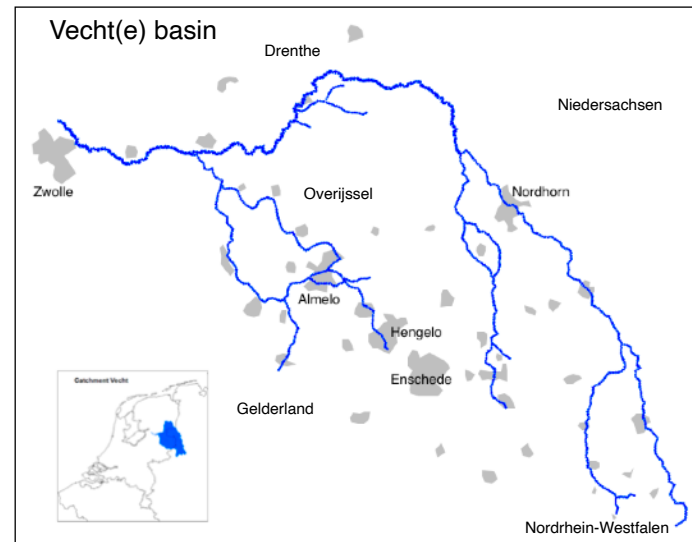 Vecht(e) basin
Drenthe
Niedersachsen
Zwolle
Overijssel
Nordhorn
Almelo
Hengelo
Enschede
Catchment Vecht
Gelderland
Nordrhein-Westfalen